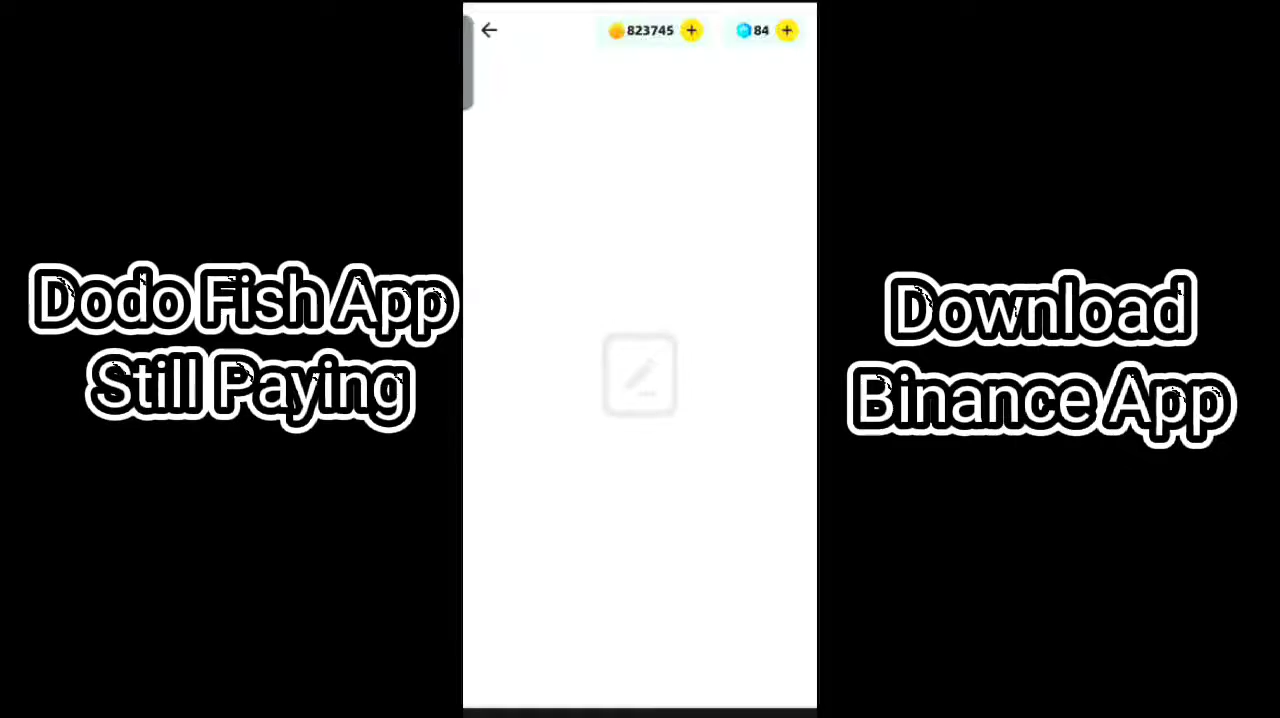 823745 + 84 +
Dodo Fish App
Still Paying
Download
Binance App